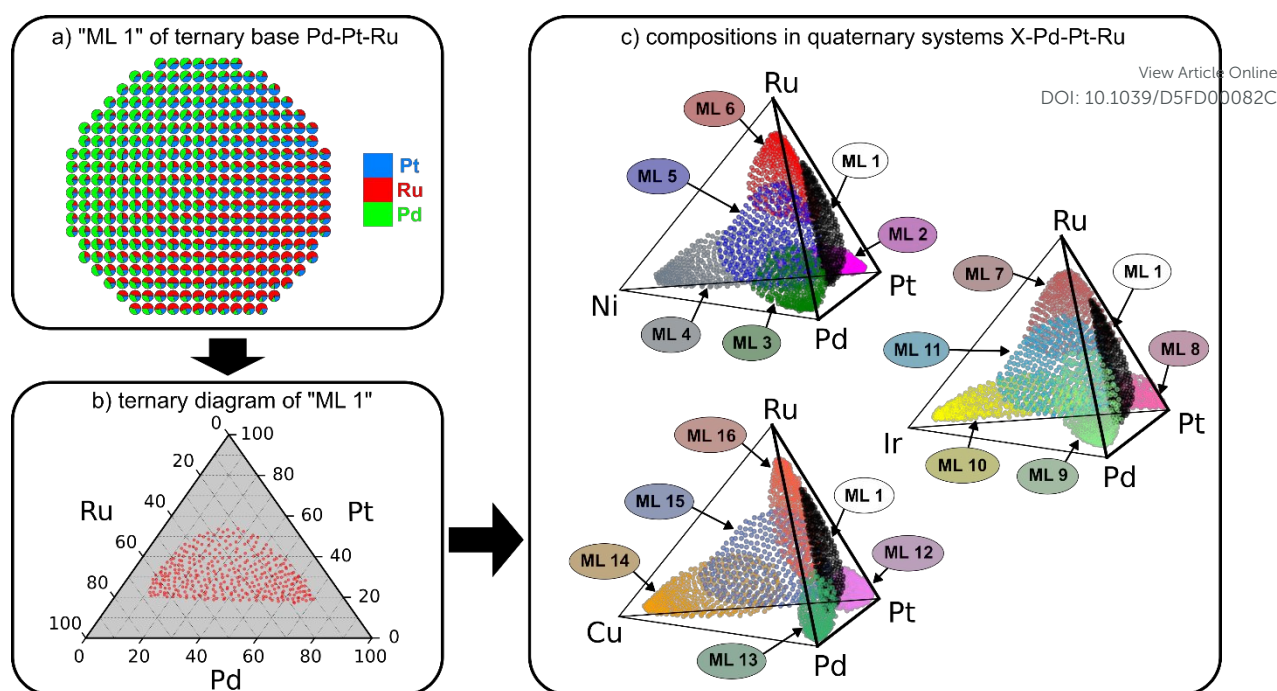 a) "ML 1" of ternary base Pd-Pt-Ru
Pt
Ru
Pd
b) ternary diagram of "ML 1"
0
100
20
80
40
60
Ru
Pt
60
40
80
20
100
0
0
20
40
60
80
100
Pd
c) compositions in quaternary systems X-Pd-Pt-Ru
View Article Online
DOI: 10.1039/D5FD00082C
Ru
ML 6
ML 1
ML 5
ML 2
Pt
Ni
ML 4
ML 3
Pd
Ru
ML 7
ML 1
ML 11
ML 8
Pt
Ir
ML 10
ML 9
Pd
Ru
ML 16
ML 1
ML 15
ML 14
ML 12
Pt
Cu
ML 13
Pd